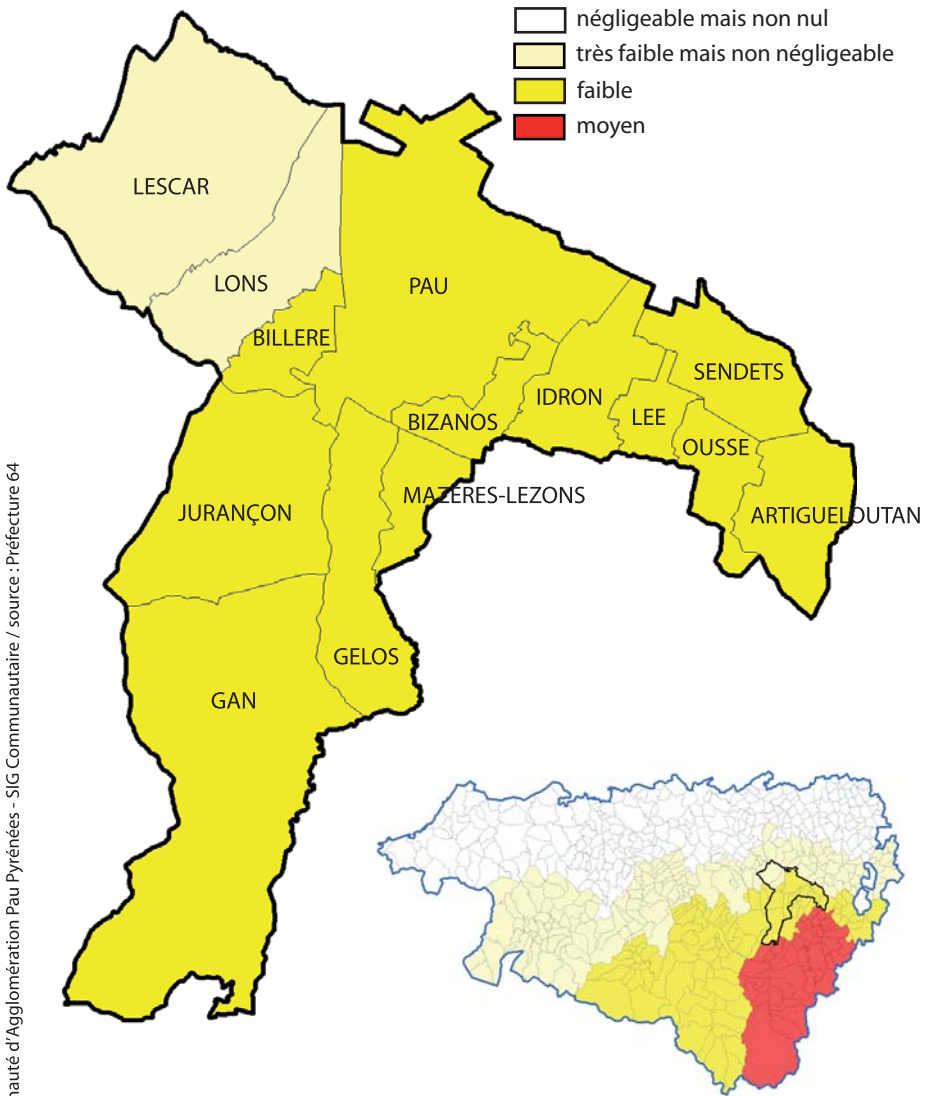 négligeable mais non nul
très faible mais non négligeable
faible
moyen
LESCAR
LONS
PAU
BILLERE
SENDETS
IDRON
BIZANOS
LEE
OUSSE
MAZERES-LEZONS
JURANÇON
ARTIGUELOUTAN
GELOS
GAN
d'Agglomération Pau Pyrénées - SIG Communautaire / source : Préfecture 64